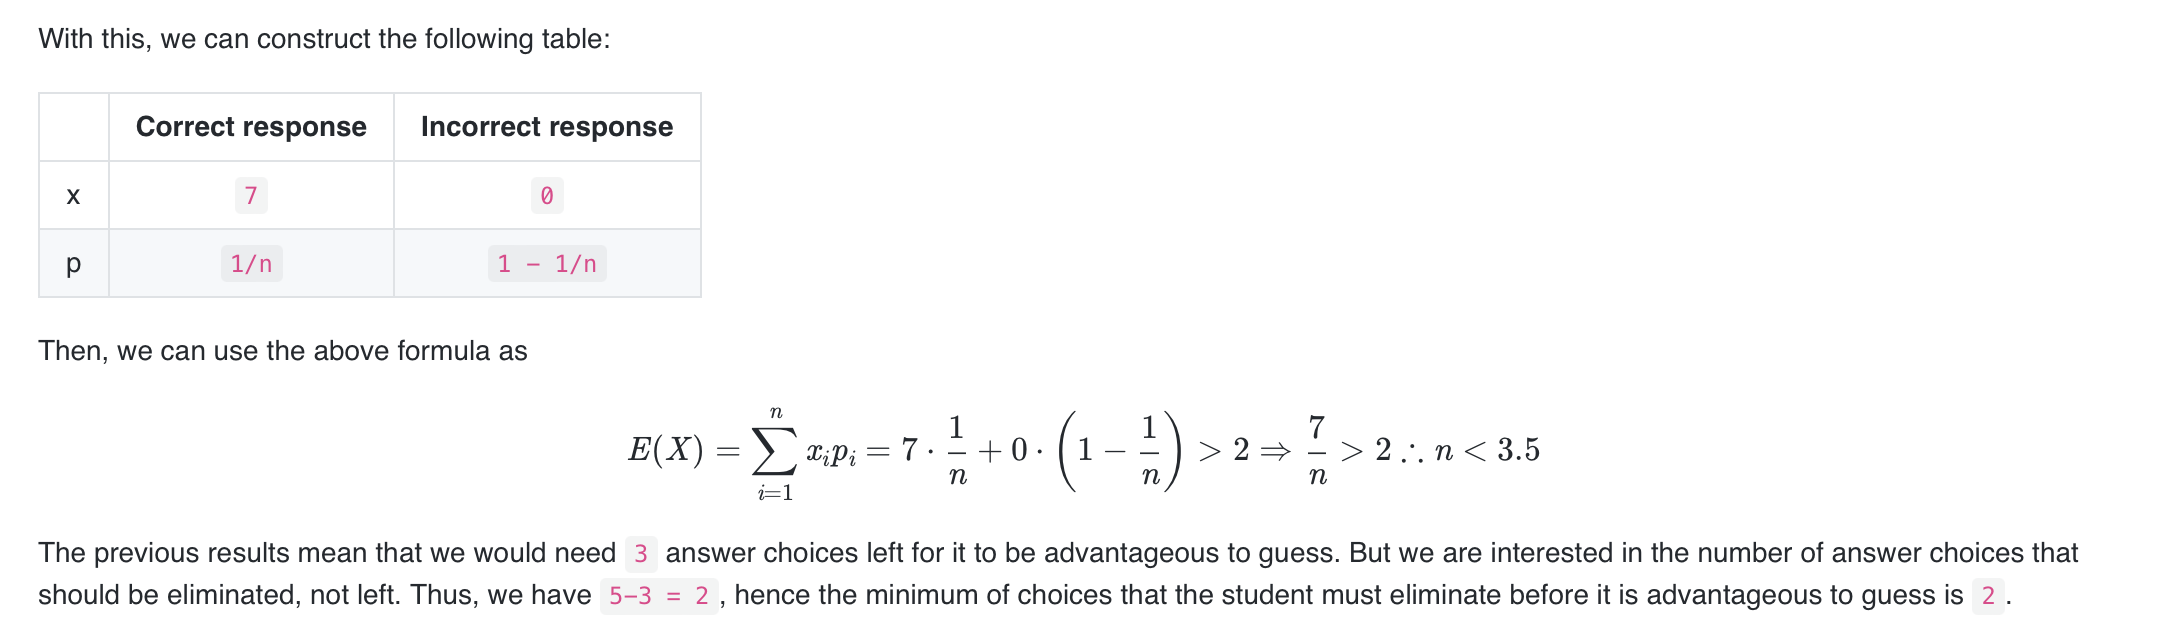 With this, we can construct the following table:
Correct response Incorrect response
x 7 0
p 1/n 1 - 1/n
Then, we can use the above formula as
E(X) = \sum_{i=1}^{n} x_i p_i = 7 · \frac{1}{n} + 0 · \left(1 - \frac{1}{n}\right) > 2 ⇒ \frac{7}{n} > 2 ∴ n < 3.5
The previous results mean that we would need 3 answer choices left for it to be advantageous to guess. But we are interested in the number of answer choices that
should be eliminated, not left. Thus, we have 5-3 = 2 , hence the minimum of choices that the student must eliminate before it is advantageous to guess is 2 .